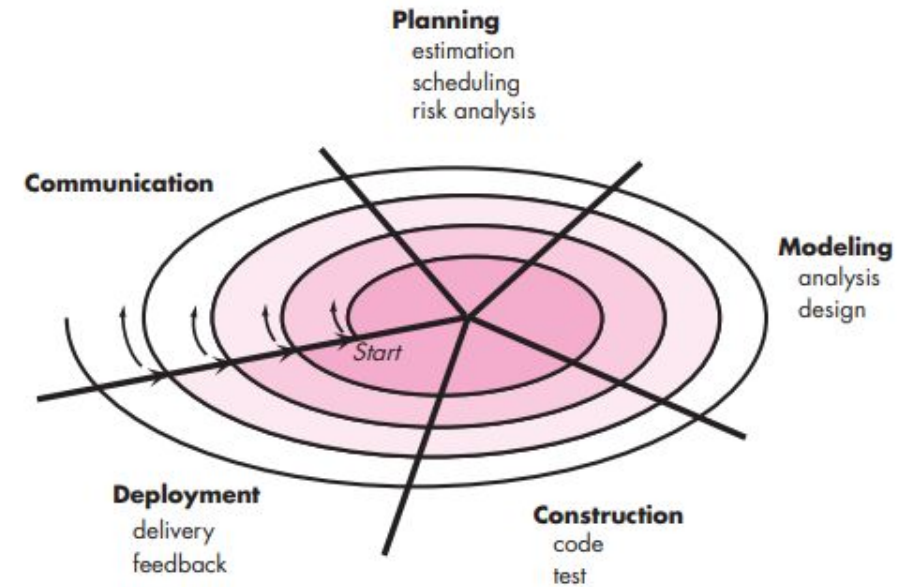 Planning
estimation
scheduling
risk analysis
Communication
Modeling
analysis
design
Start
Deployment
delivery
feedback
Construction
code
test